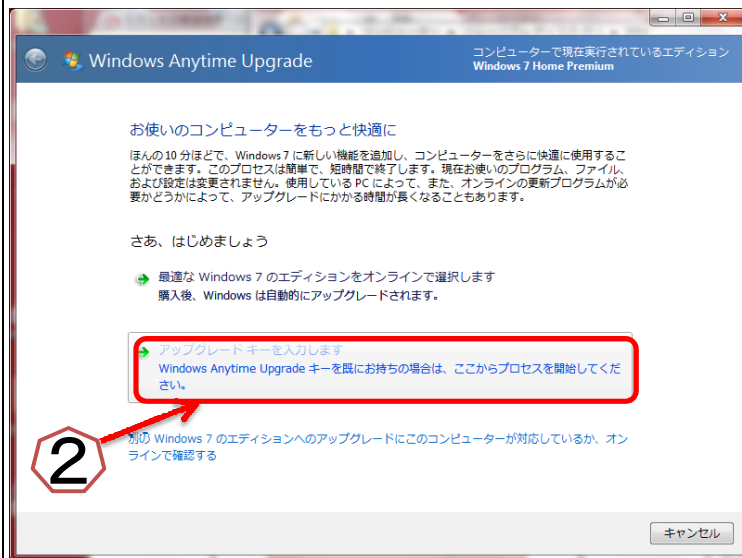 コンピューターで現在実行されているエディション
Windows Anytime Upgrade
Windows 7 Home Premium
お使いのコンピューターをもっと快適に
ほんの 10 分ほどで、Windows 7 に新しい機能を追加し、コンピューターをさらに快適に使用するこ
とができます。このプロセスは簡単で、短時間で終了します。現在お使いのプログラム、ファイル、
および設定は変更されません。使用している PC によって、また、オンラインの更新プログラムが必
要かどうかによって、アップグレードにかかる時間が長くなることもあります。
さあ、はじめましょう
最適な Windows 7 のエディションをオンラインで選択します
購入後、Windows は自動的にアップグレードされます。
アップグレード キーを入力します
Windows Anytime Upgrade キーを既にお持ちの場合は、ここからプロセスを開始してくだ
さい。
2
別の Windows 7 のエディションへのアップグレードにこのコンピューターが対応しているか、オン
ラインで確認する
キャンセル